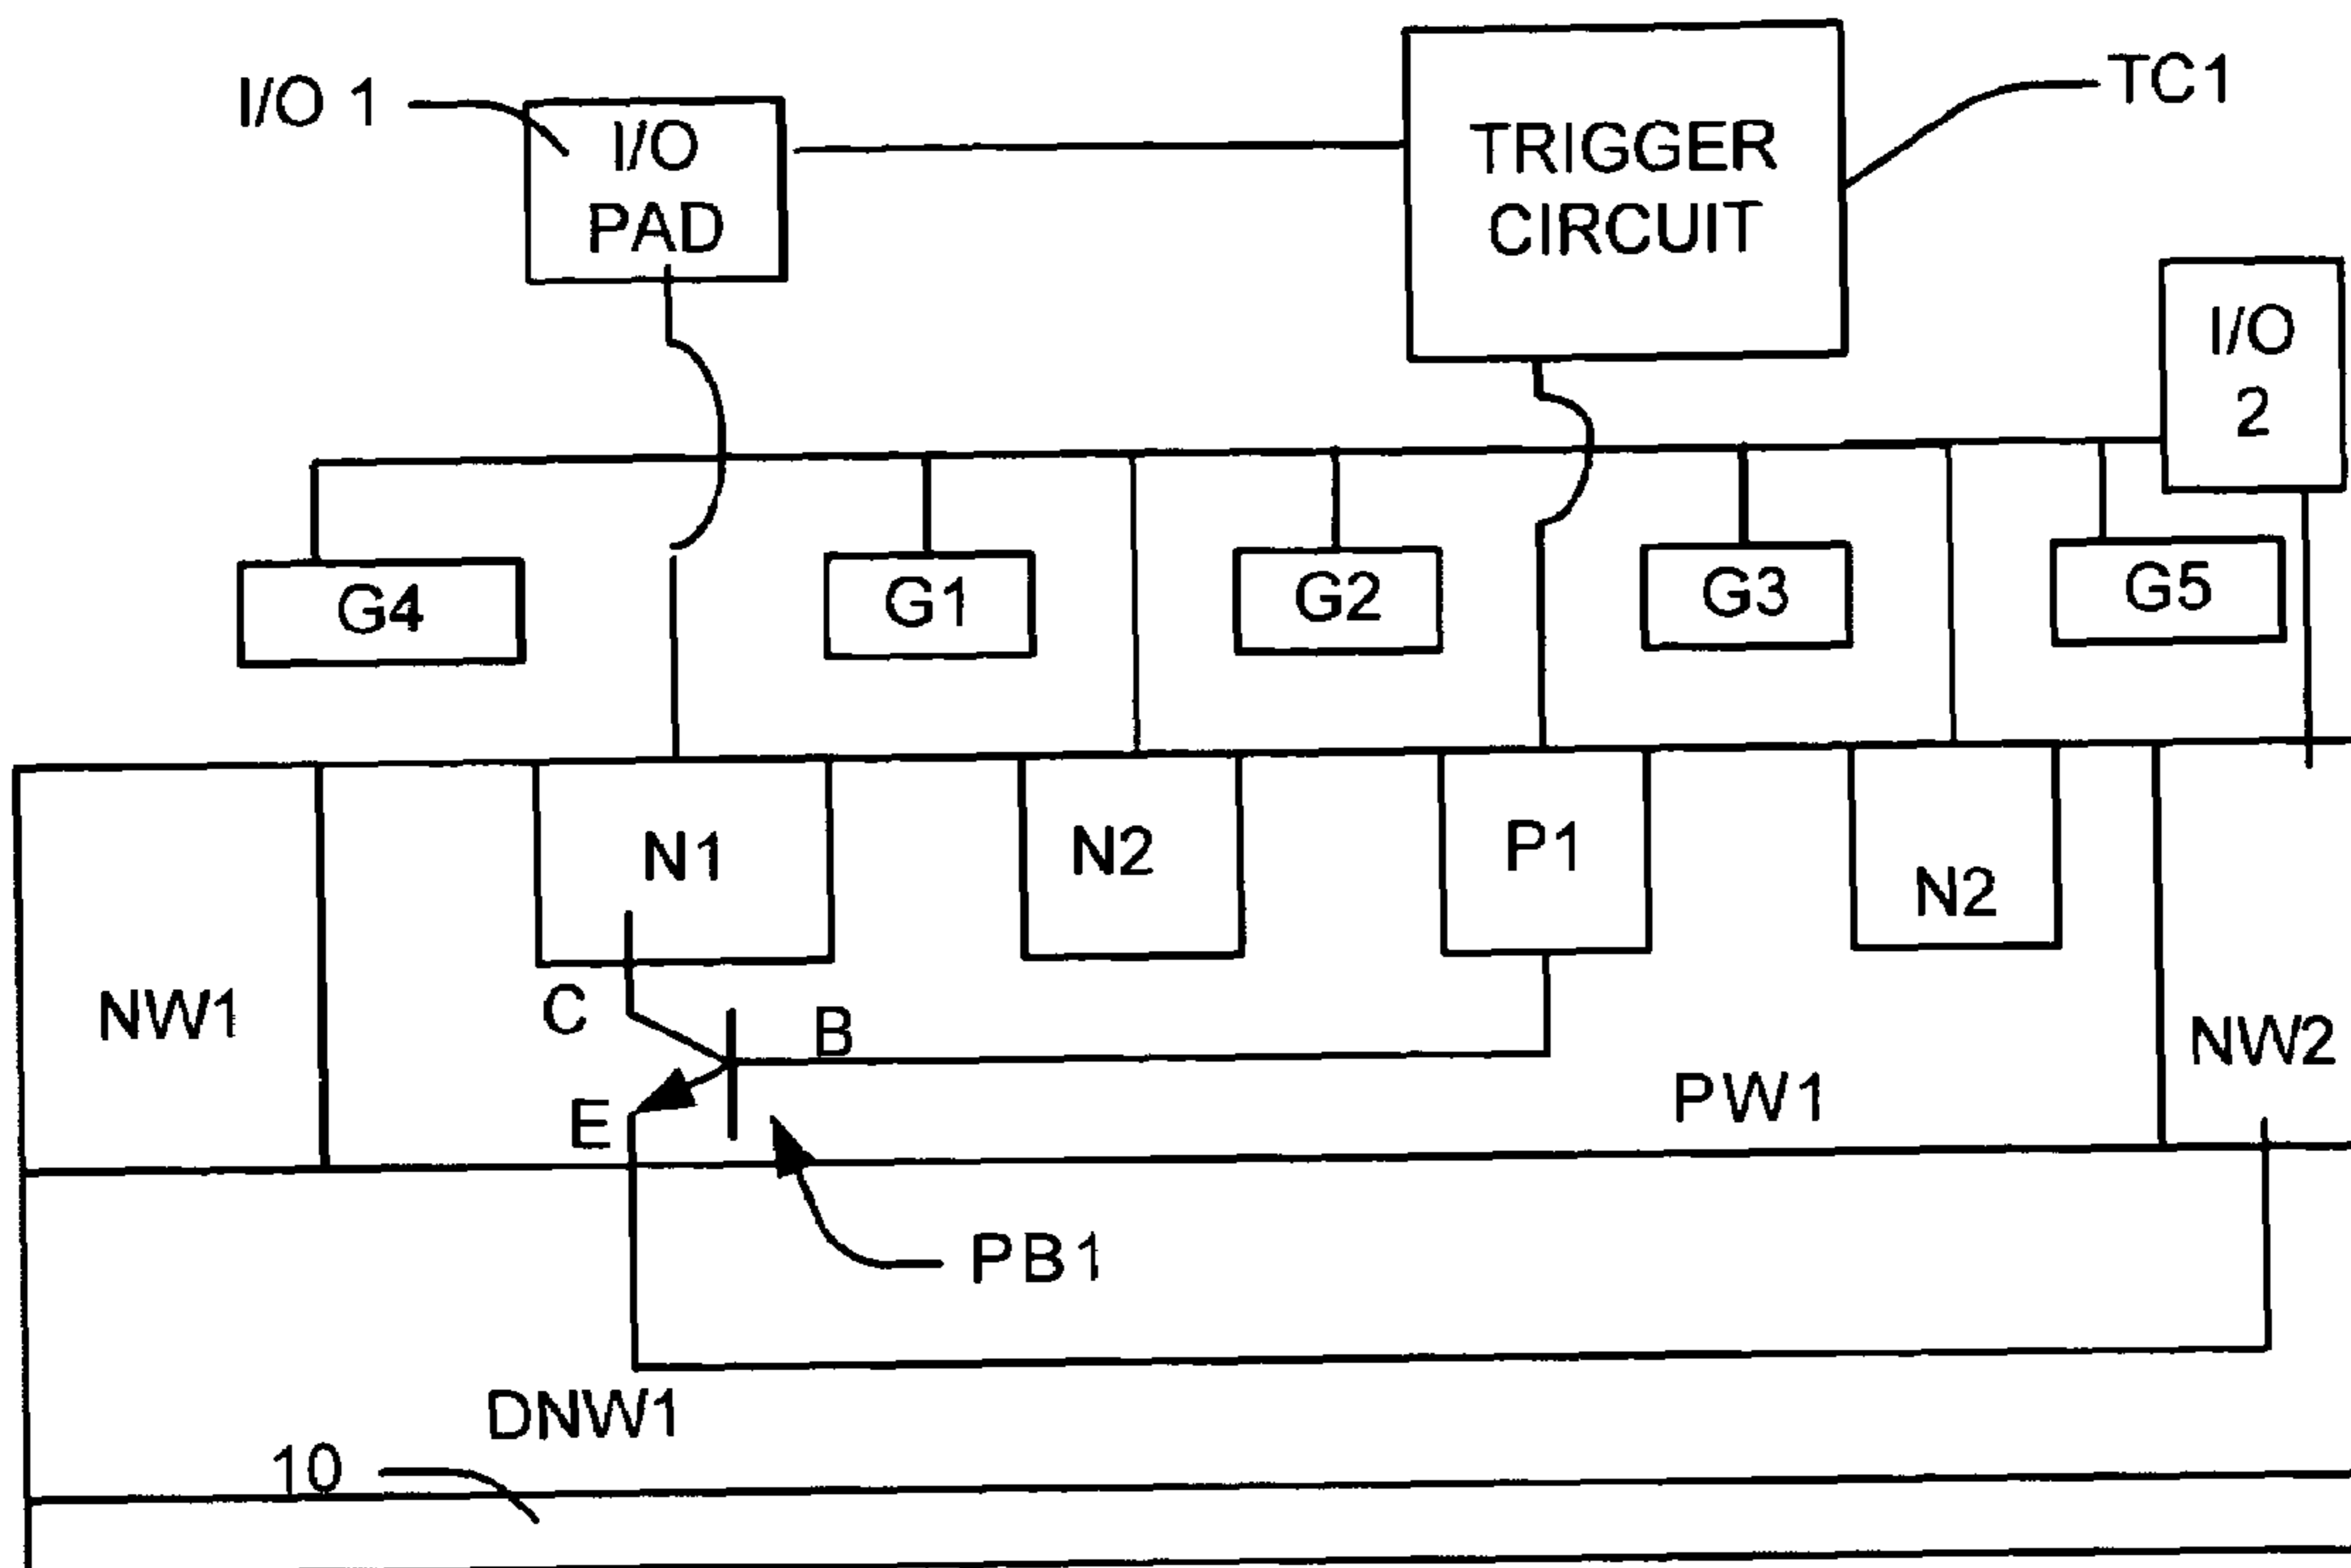 I/O 1
I/O
PAD
TRIGGER
CIRCUIT
TC1
I/O
2
G4
G1
G2
G3
G5
N1
N2
P1
N2
NW1
C
B
E
PW1
NW2
PB1
DNW1
10